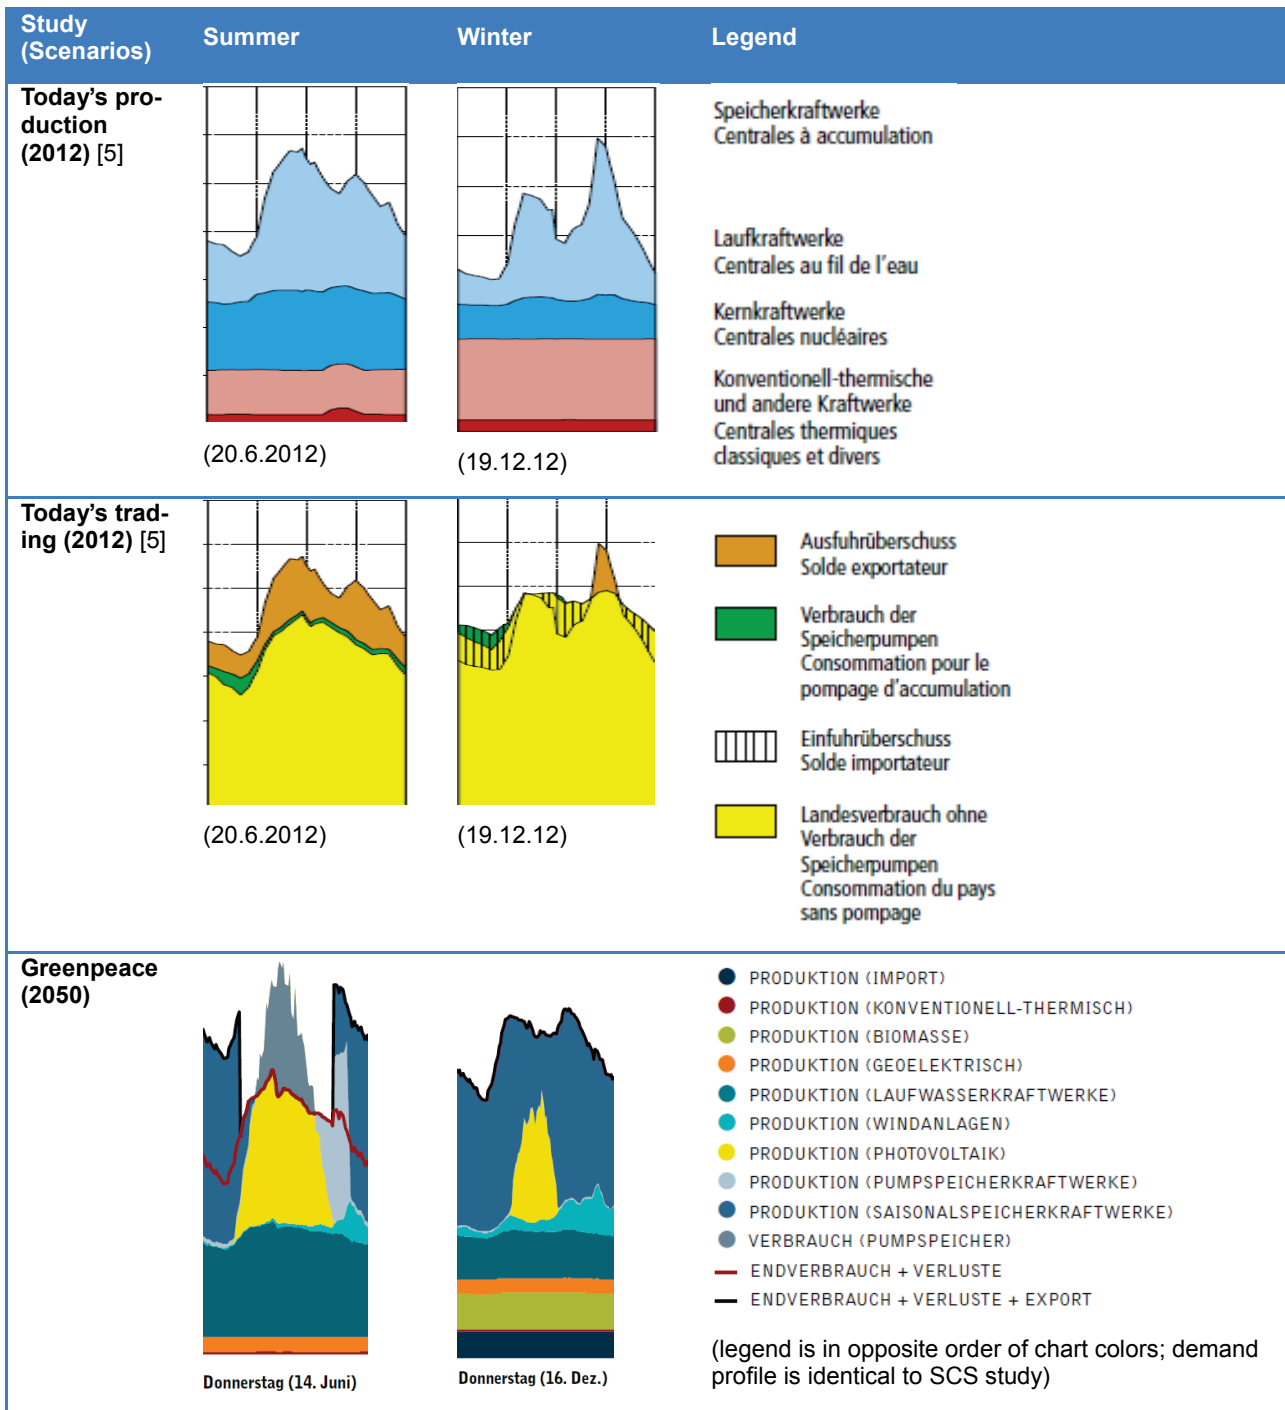 Study
(Scenarios)
Summer
Winter
Legend
Today's pro-
duction
(2012) [5]
(20.6.2012)
(19.12.12)
Speicherkraftwerke
Centrales à accumulation
Laufkraftwerke
Centrales au fil de l'eau
Kernkraftwerke
Centrales nucléaires
Konventionell-thermische
und andere Kraftwerke
Centrales thermiques
classiques et divers
Today's trad-
ing (2012) [5]
(20.6.2012)
(19.12.12)
Ausfuhrüberschuss
Solde exportateur
Verbrauch der
Speicherpumpen
Consommation pour le
pompage d'accumulation
Einfuhrüberschuss
Solde importateur
Landesverbrauch ohne
Verbrauch der
Speicherpumpen
Consommation du pays
sans pompage
Greenpeace
(2050)
Donnerstag (14. Juni)
Donnerstag (16. Dez.)
PRODUKTION (IMPORT)
PRODUKTION (KONVENTIONELL-THERMISCH)
PRODUKTION (BIOMASSE)
PRODUKTION (GEOELEKTRISCH)
PRODUKTION (LAUFWASSERKRAFTWERKE)
PRODUKTION (WINDANLAGEN)
PRODUKTION (PHOTOVOLTAIK)
PRODUKTION (PUMPSPEICHERKRAFTWERKE)
PRODUKTION (SAISONALSPEICHERKRAFTWERKE)
VERBRAUCH (PUMPSPEICHER)
ENDVERBRAUCH + VERLUSTE
ENDVERBRAUCH + VERLUSTE + EXPORT
(legend is in opposite order of chart colors; demand
profile is identical to SCS study)